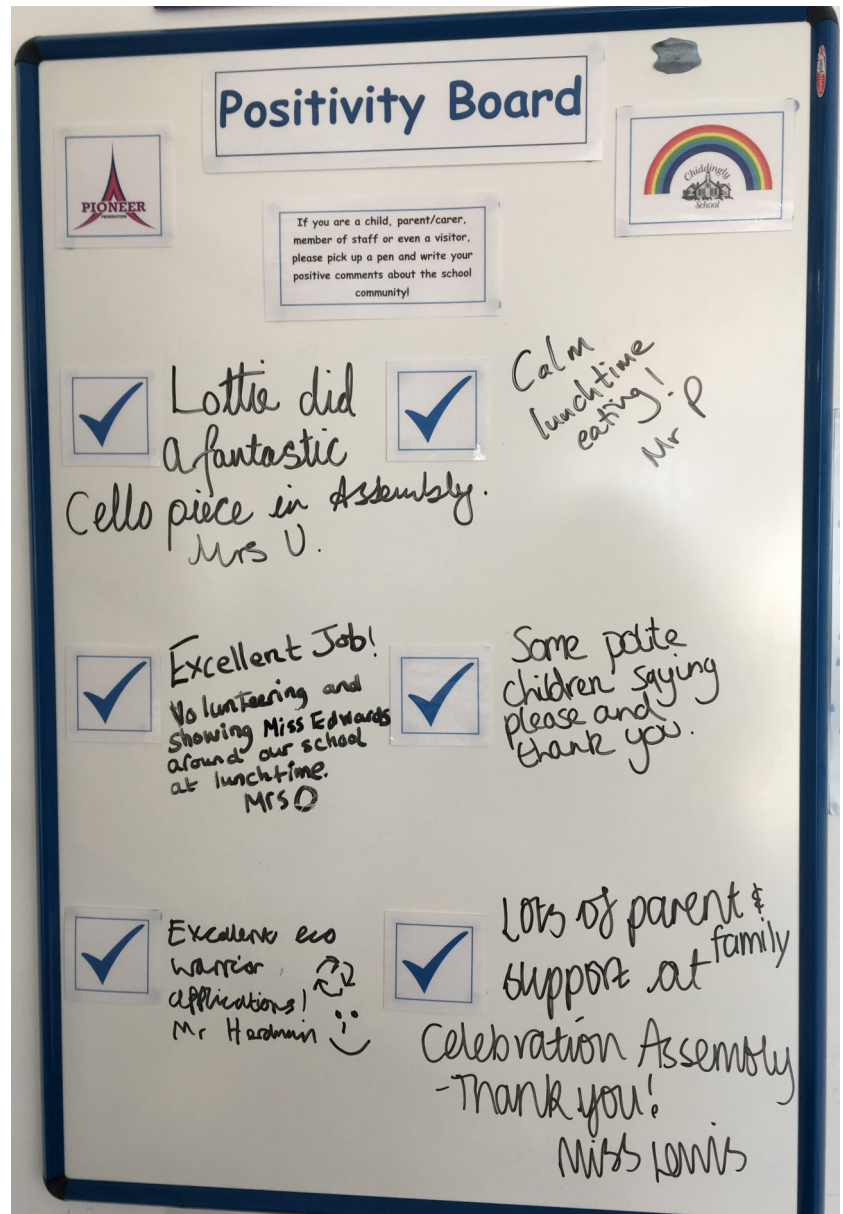 Positivity Board
PIONEER
FEDERATION
Chiddingly
School
If you are a child, parent/carer,
member of staff or even a visitor,
please pick up a pen and write your
positive comments about the school
community!
Lottie did
a fantastic
Cello piece in Assembly.
Mrs U.
Calm
lunchtime
eating!
Mr P
Excellent Job!
Volunteering and
showing Miss Edwards
around our school
at lunchtime.
Mrs O
Some polite
children saying
please and
thank you.
Excellent eco
warrior
applications!
Mr
Lots of parent &
family
support at
Celebration Assembly
-Thank you!
Miss Lewis